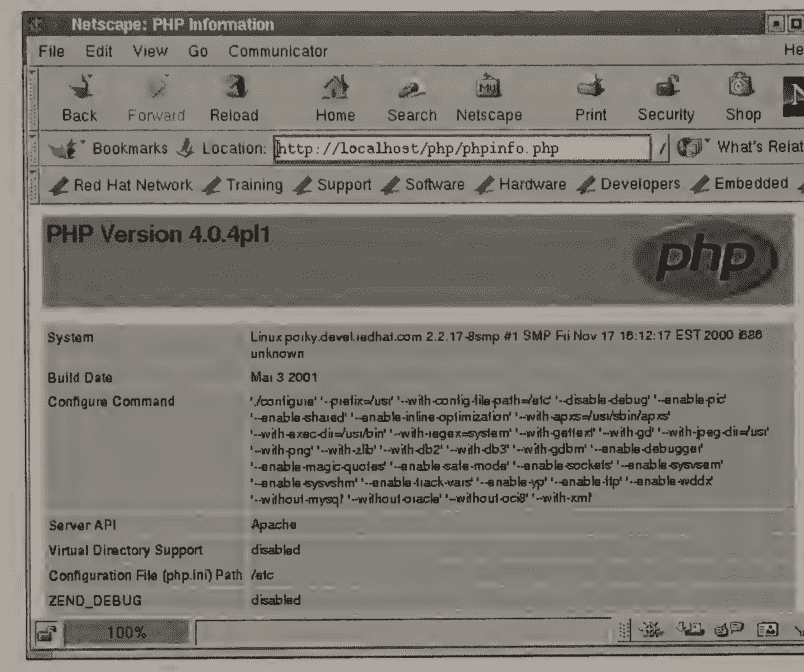 Netscape: PHP Information
File Edit View Go Communicator He
Back Forward Reload Home Search Netscape Print Security Shop N
My
Bookmarks Location: http://localhost/php/phpinfo.php What's Relat
Red Hat Network Training Support Software Hardware Developers Embedded
PHP Version 4.0.4pl1
php
System Linux porky.devel.redhat.com 2.2.17-8smp #1 SMP Fri Nov 17 16:12:17 EST 2000 i686
unknown
Build Date Mar 3 2001
Configure Command './configure' '--prefix=/usr' '--with-config-file-path=/etc' '--disable-debug' '--enable-pic'
'--enable-shared' '--enable-inline-optimization' '--with-apxs=/usr/sbin/apxs'
'--with-exec-dir=/usr/bin' '--with-regex=system' '--with-gettext' '--with-gd' '--with-jpeg-dir=/usr'
'--with-png' '--with-zlib' '--with-db2' '--with-db3' '--with-gdbm' '--enable-debugger'
'--enable-magic-quotes' '--enable-safe-mode' '--enable-sockets' '--enable-sysvsem'
'--enable-sysvshm' '--enable-track-vars' '--enable-yp' '--enable-ftp' '--enable-wddx'
'--without-mysql' '--without-oracle' '--without-oci8' '--with-xml'
Server API Apache
Virtual Directory Support disabled
Configuration File (php.ini) Path /etc
ZEND_DEBUG disabled
100%